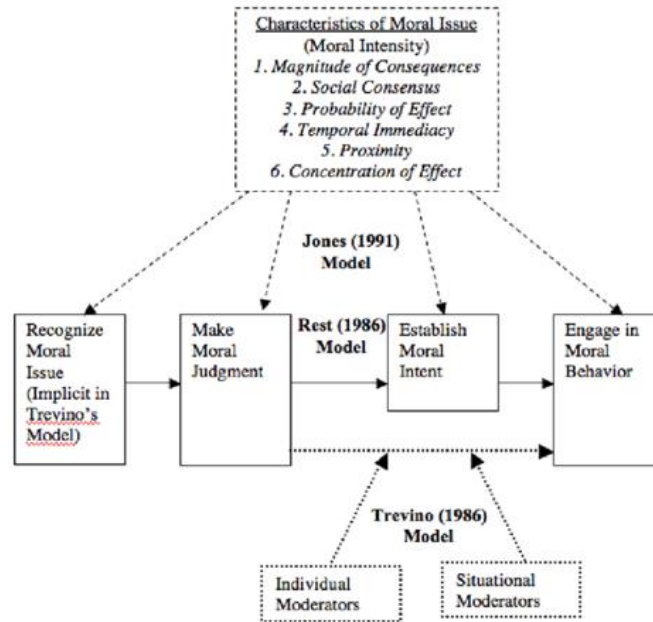 Characteristics of Moral Issue
(Moral Intensity)
1. Magnitude of Consequences
2. Social Consensus
3. Probability of Effect
4. Temporal Immediacy
5. Proximity
6. Concentration of Effect
Jones (1991)
Model
Recognize
Moral
Issue
(Implicit in
Trevino's
Model)
Make
Moral
Judgment
Rest (1986)
Model
Establish
Moral
Intent
Engage in
Moral
Behavior
Trevino (1986)
Model
Individual
Moderators
Situational
Moderators